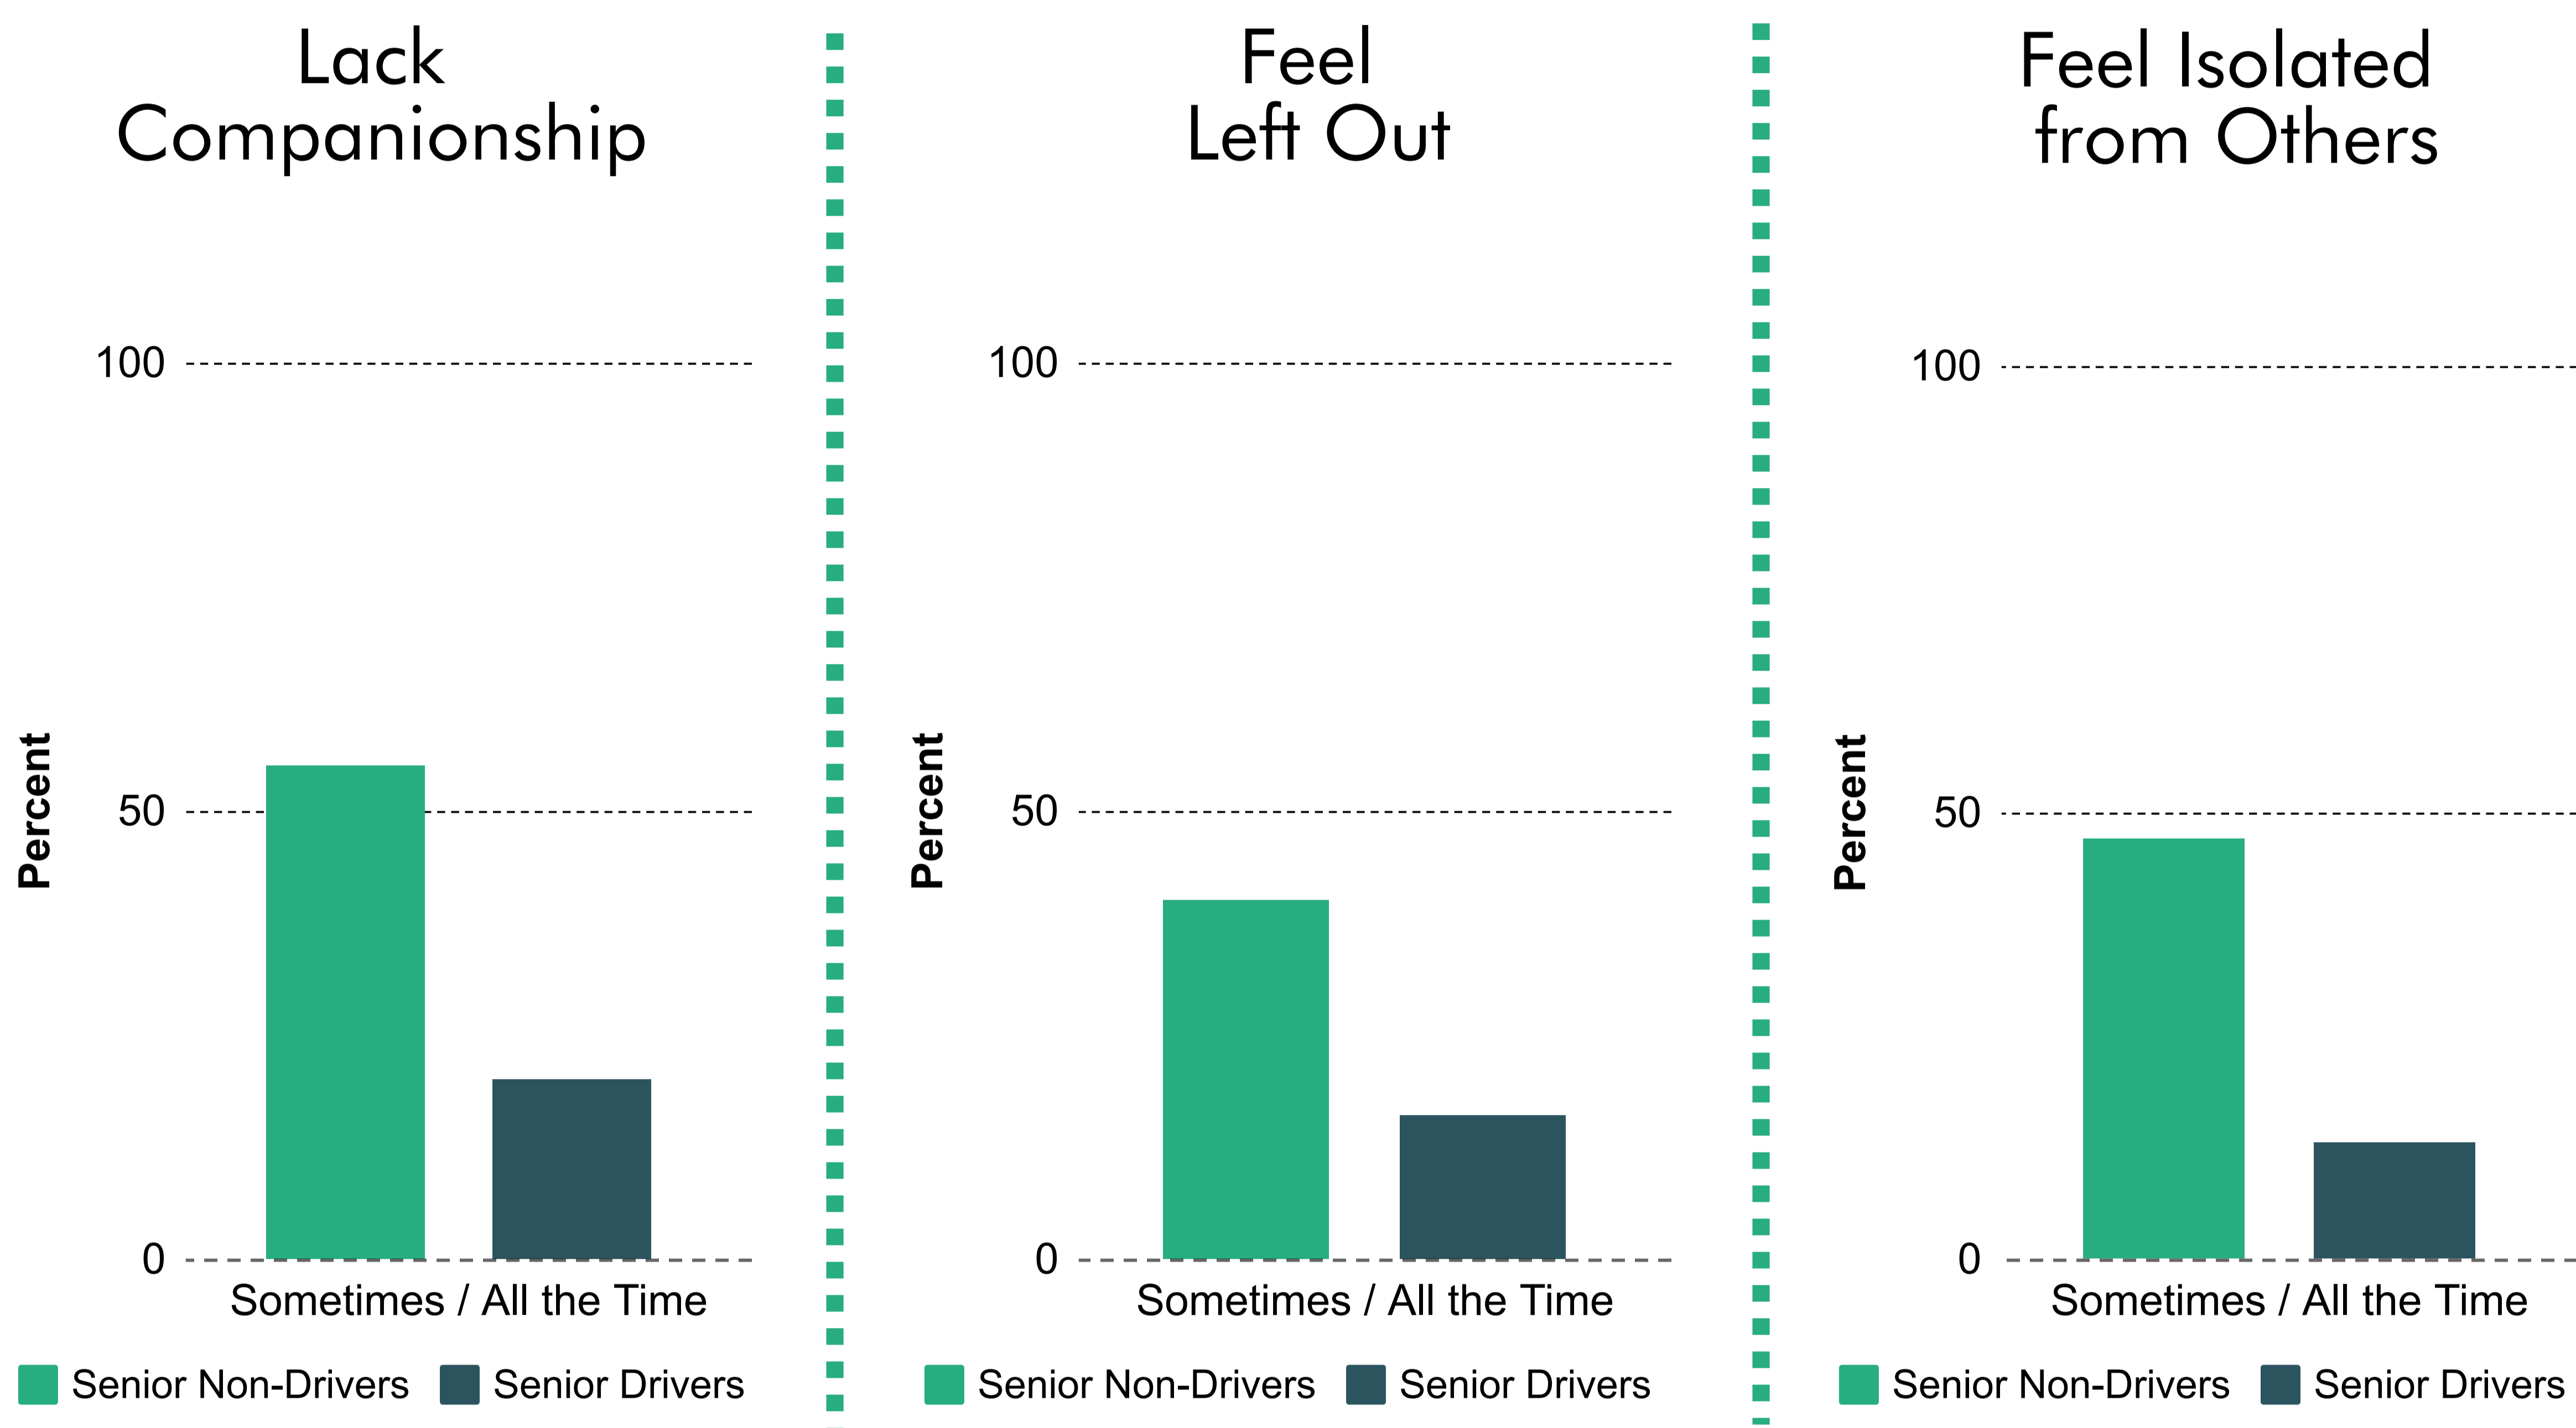 Lack
Companionship
100
50
0
Percent
Sometimes / All the Time
Senior Non-Drivers
Senior Drivers
Feel
Left Out
100
50
0
Percent
Sometimes / All the Time
Senior Non-Drivers
Senior Drivers
Feel Isolated
from Others
100
50
0
Percent
Sometimes / All the Time
Senior Non-Drivers
Senior Drivers